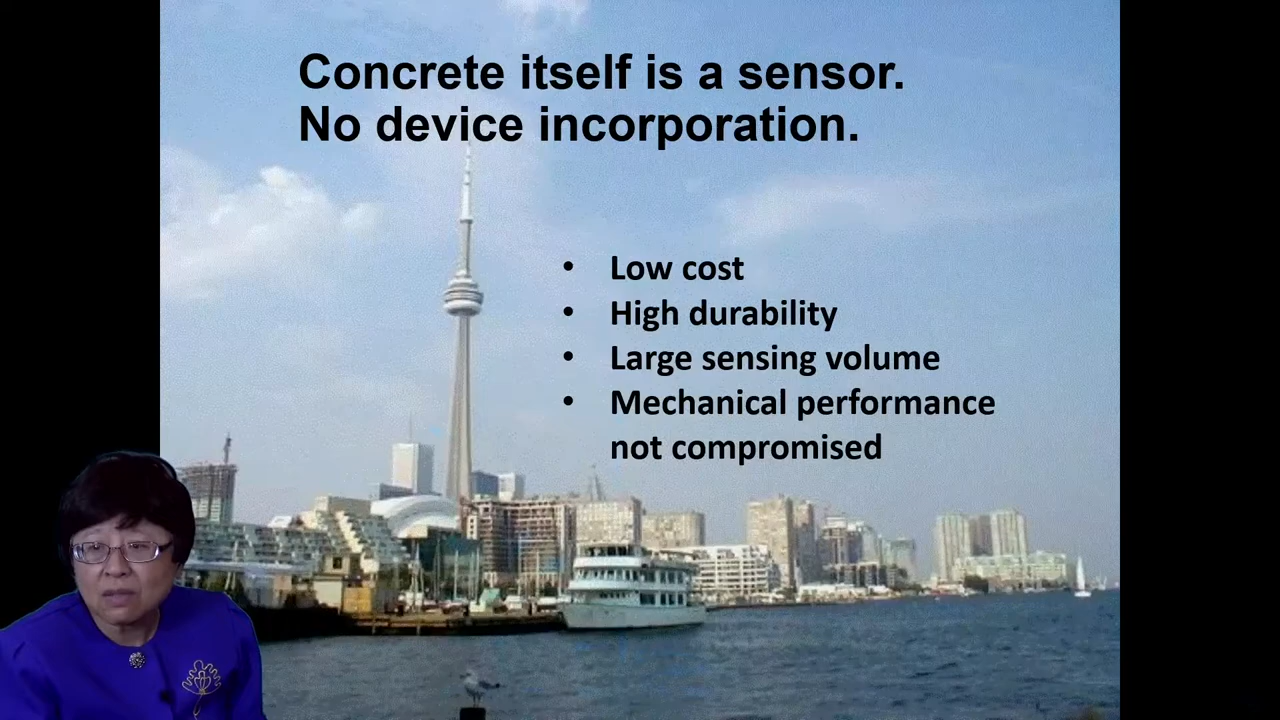 Concrete itself is a sensor.
No device incorporation.
• Low cost
• High durability
• Large sensing volume
• Mechanical performance
not compromised